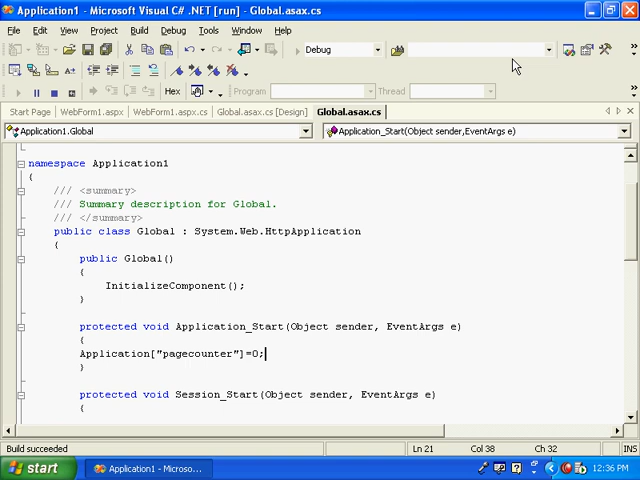 Application1 - Microsoft Visual C# .NET [run] - Global.asax.cs
File Edit View Project Build Debug Tools Window Help
Debug
Program Thread
Start Page WebForm1.aspx WebForm1.aspx.cs Global.asax.cs [Design] Global.asax.cs
Application1.Global Application_Start(Object sender,EventArgs e)
namespace Application1
{
/// <summary>
/// Summary description for Global.
/// </summary>
public class Global : System.Web.HttpApplication
{
public Global()
{
InitializeComponent();
}
protected void Application_Start(Object sender, EventArgs e)
{
Application["pagecounter"]=0;
}
protected void Session_Start(Object sender, EventArgs e)
{
Build succeeded Ln 21 Col 38 Ch 32 INS
start Application1 - Microso... 12:36 PM